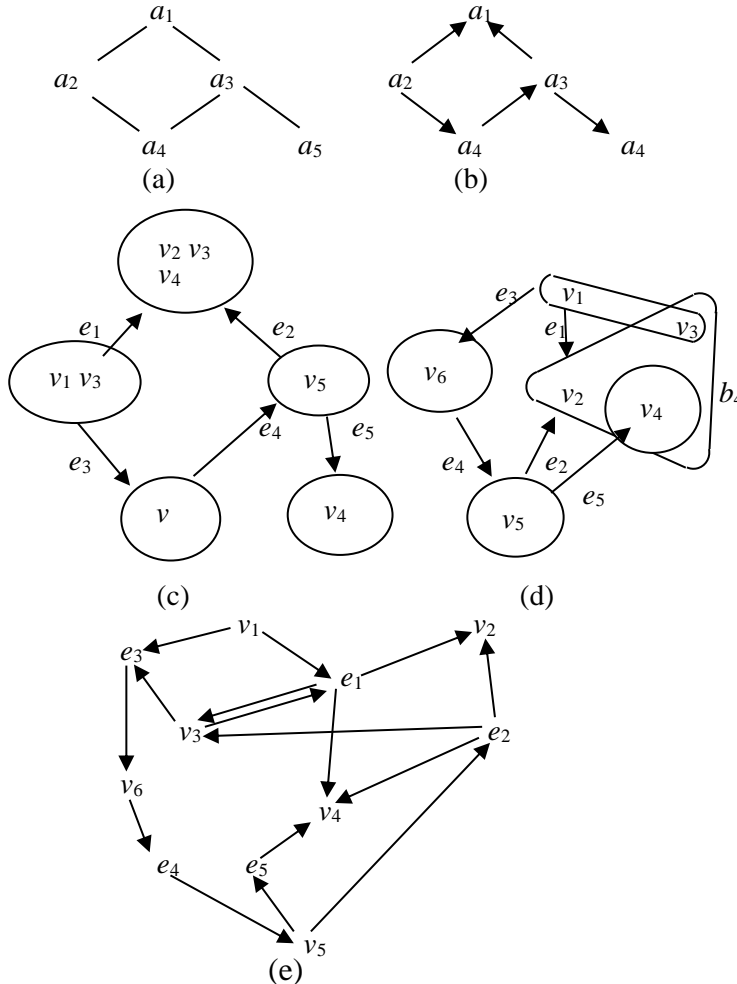 a1 a1
a2 a3 a2 a3
a4 a5 a4 a4
(a) (b)
v2 v3
v4
e1 e2
v1 v3 v5
e4 e5
e3
v v4
(c)
e3 v1
e1 v3
v6
v2 v4
e4 e2
e5
v5
(d)
v1 v2
e3
e1
v3 e2
v6
v4
e4 e5
v5
(e)